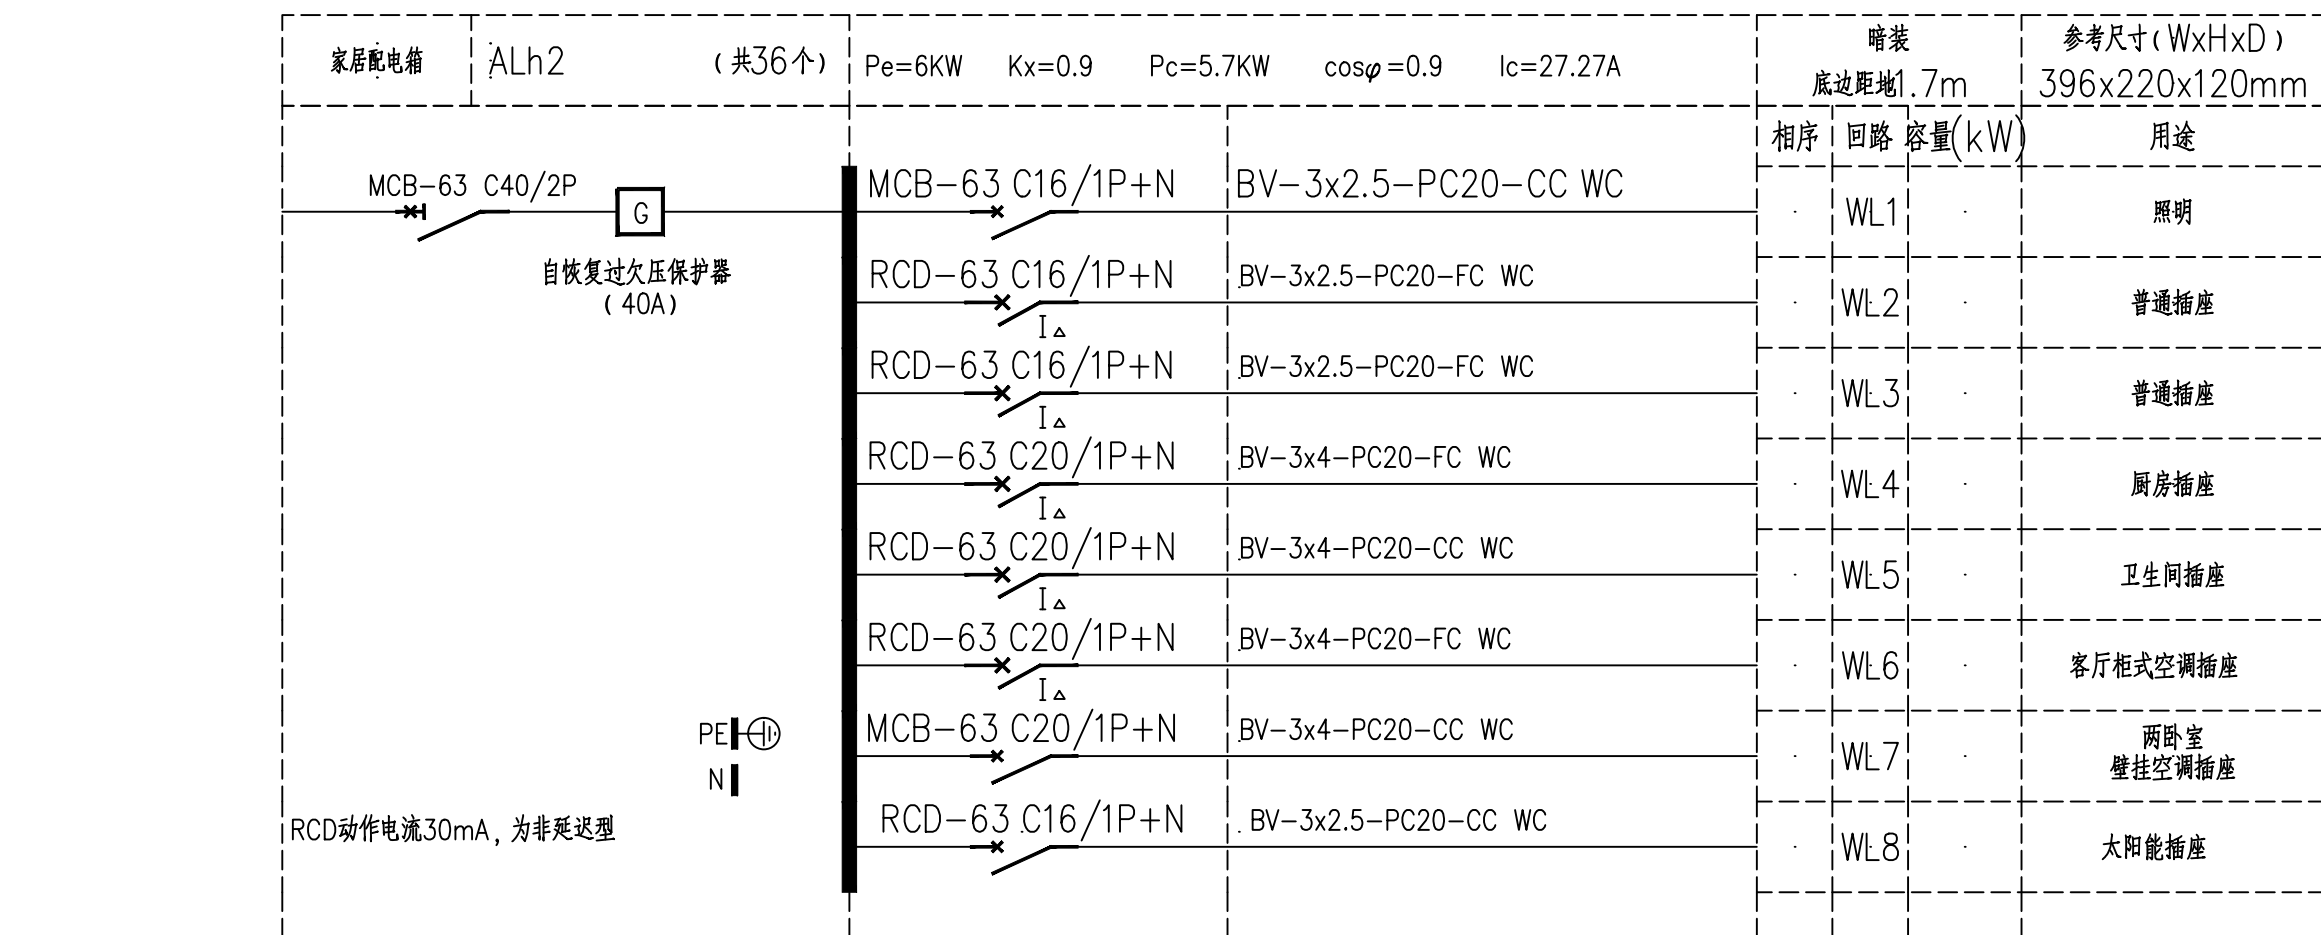 家居配电箱 ALh2 (共36个) Pe=6KW Kx=0.9 Pc=5.7KW cosφ=0.9 Ic=27.27A
暗装
底边距地1.7m
参考尺寸(WxHxD)
396x220x120mm
相序 回路 容量(kW) 用途
MCB-63 C40/2P
G
自恢复过欠压保护器
(40A)
MCB-63 C16/1P+N BV-3x2.5-PC20-CC WC WL1 照明
RCD-63 C16/1P+N BV-3x2.5-PC20-FC WC WL2 普通插座
I△
RCD-63 C16/1P+N BV-3x2.5-PC20-FC WC WL3 普通插座
I△
RCD-63 C20/1P+N BV-3x4-PC20-FC WC WL4 厨房插座
I△
RCD-63 C20/1P+N BV-3x4-PC20-CC WC WL5 卫生间插座
I△
RCD-63 C20/1P+N BV-3x4-PC20-FC WC WL6 客厅柜式空调插座
I△
MCB-63 C20/1P+N BV-3x4-PC20-CC WC WL7 两卧室
壁挂空调插座
RCD-63 C16/1P+N BV-3x2.5-PC20-CC WC WL8 太阳能插座
PE
N
RCD动作电流30mA，为非延迟型